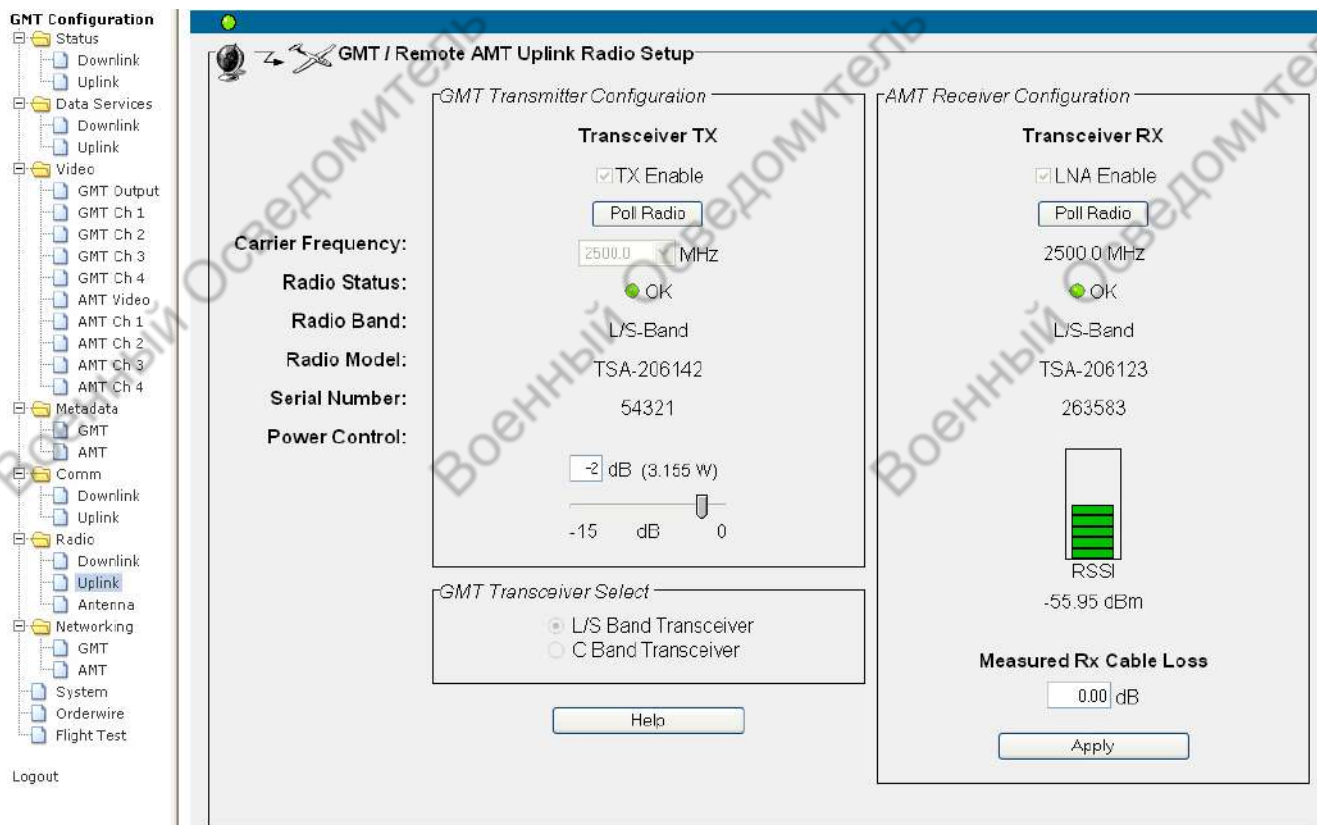 GMT Configuration
Status
Downlink
Uplink
Data Services
Downlink
Uplink
Video
GMT Output
GMT Ch 1
GMT Ch 2
GMT Ch 3
GMT Ch 4
AMT Video
AMT Ch 1
AMT Ch 2
AMT Ch 3
AMT Ch 4
Metadata
GMT
AMT
Comm
Downlink
Uplink
Radio
Downlink
Uplink
Antenna
Networking
GMT
AMT
System
Orderwire
Flight Test
Logout
GMT / Remote AMT Uplink Radio Setup
Carrier Frequency:
Radio Status:
Radio Band:
Radio Model:
Serial Number:
Power Control:
GMT Transmitter Configuration
Transceiver TX
TX Enable
Poll Radio
2500.0 MHz
OK
L/S-Band
TSA-206142
54321
-2 dB (3.155 W)
-15 dB 0
GMT Transceiver Select
L/S Band Transceiver
C Band Transceiver
Help
AMT Receiver Configuration
Transceiver RX
LNA Enable
Poll Radio
2500.0 MHz
OK
L/S-Band
TSA-206123
263583
RSSI
-55.95 dBm
Measured Rx Cable Loss
0.00 dB
Apply
Военный Осведомитель
Военный Осведомитель
Военный Осведомитель